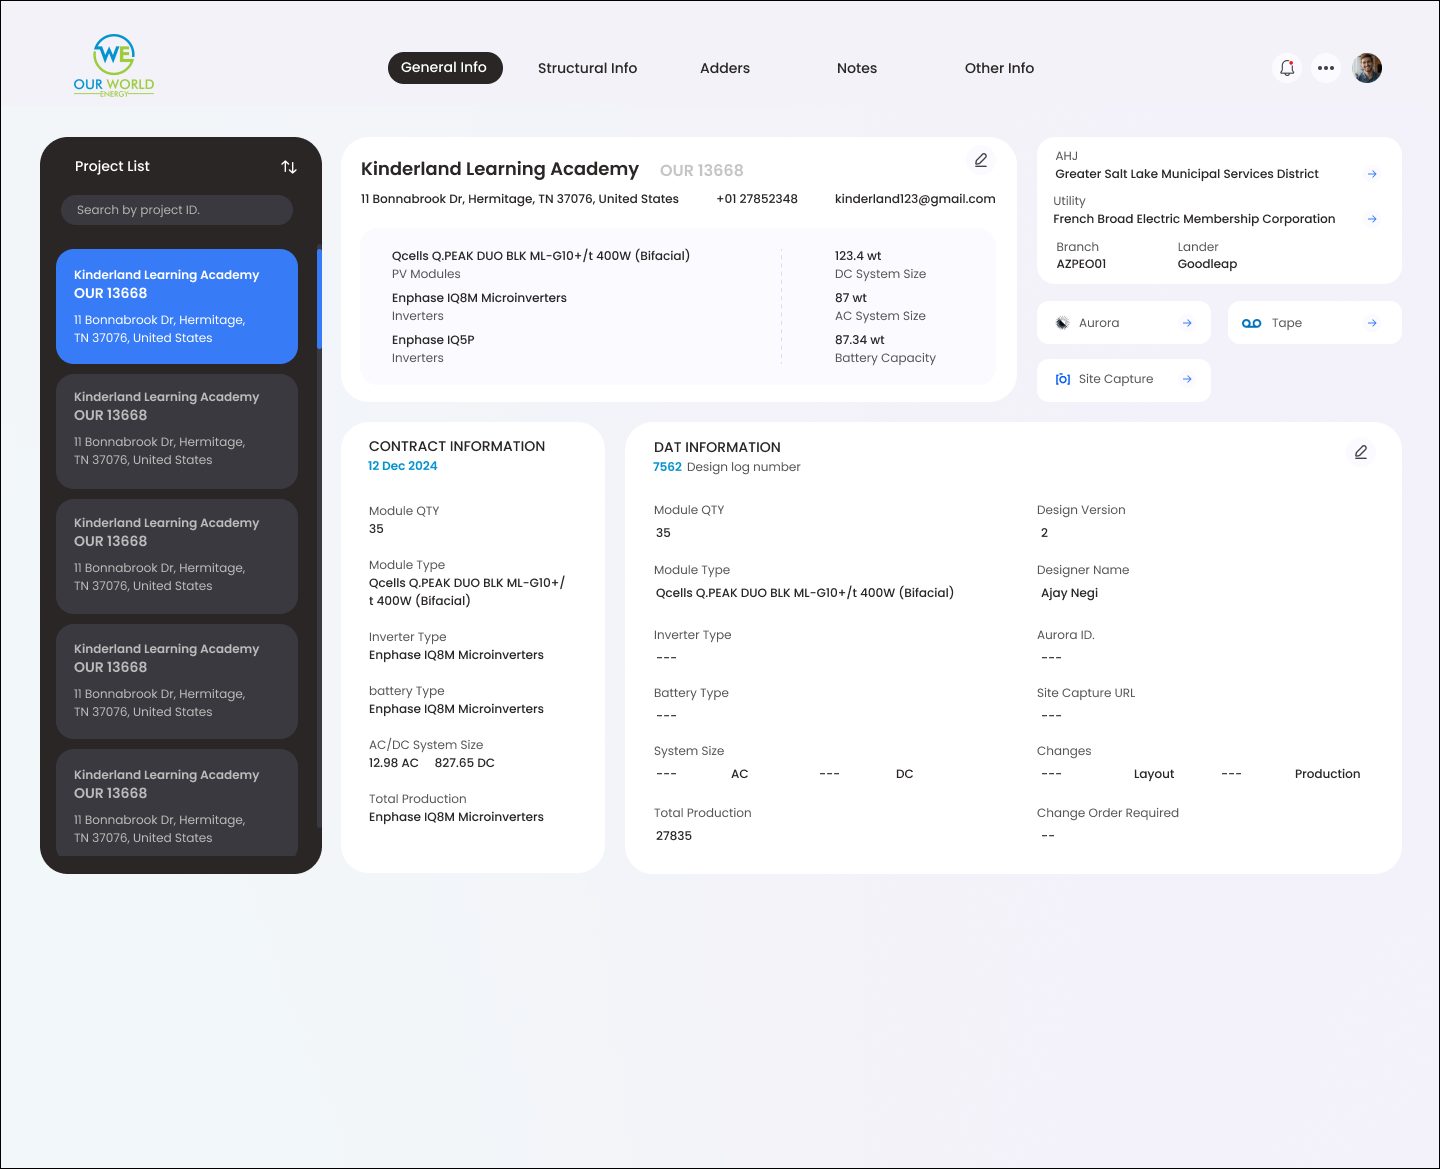 WE
OUR WORLD
ENERGY
General Info
Structural Info
Adders
Notes
Other Info
Project List
Search by project ID.
Kinderland Learning Academy
OUR 13668
11 Bonnabrook Dr, Hermitage,
TN 37076, United States
Kinderland Learning Academy
OUR 13668
11 Bonnabrook Dr, Hermitage,
TN 37076, United States
Kinderland Learning Academy
OUR 13668
11 Bonnabrook Dr, Hermitage,
TN 37076, United States
Kinderland Learning Academy
OUR 13668
11 Bonnabrook Dr, Hermitage,
TN 37076, United States
Kinderland Learning Academy
OUR 13668
11 Bonnabrook Dr, Hermitage,
TN 37076, United States
Kinderland Learning Academy OUR 13668
11 Bonnabrook Dr, Hermitage, TN 37076, United States +01 27852348 kinderland123@gmail.com
Qcells Q.PEAK DUO BLK ML-G10+/t 400W (Bifacial)
PV Modules
Enphase IQ8M Microinverters
Inverters
Enphase IQ5P
Inverters
123.4 wt
DC System Size
87 wt
AC System Size
87.34 wt
Battery Capacity
AHJ
Greater Salt Lake Municipal Services District
Utility
French Broad Electric Membership Corporation
Branch Lander
AZPEO01 Goodleap
Aurora
Tape
Site Capture
CONTRACT INFORMATION
12 Dec 2024
Module QTY
35
Module Type
Qcells Q.PEAK DUO BLK ML-G10+/
t 400W (Bifacial)
Inverter Type
Enphase IQ8M Microinverters
battery Type
Enphase IQ8M Microinverters
AC/DC System Size
12.98 AC 827.65 DC
Total Production
Enphase IQ8M Microinverters
DAT INFORMATION
7562 Design log number
Module QTY
35
Module Type
Qcells Q.PEAK DUO BLK ML-G10+/t 400W (Bifacial)
Inverter Type
---
Battery Type
---
System Size
--- AC --- DC
Total Production
27835
Design Version
2
Designer Name
Ajay Negi
Aurora ID.
---
Site Capture URL
---
Changes
--- Layout --- Production
Change Order Required
--